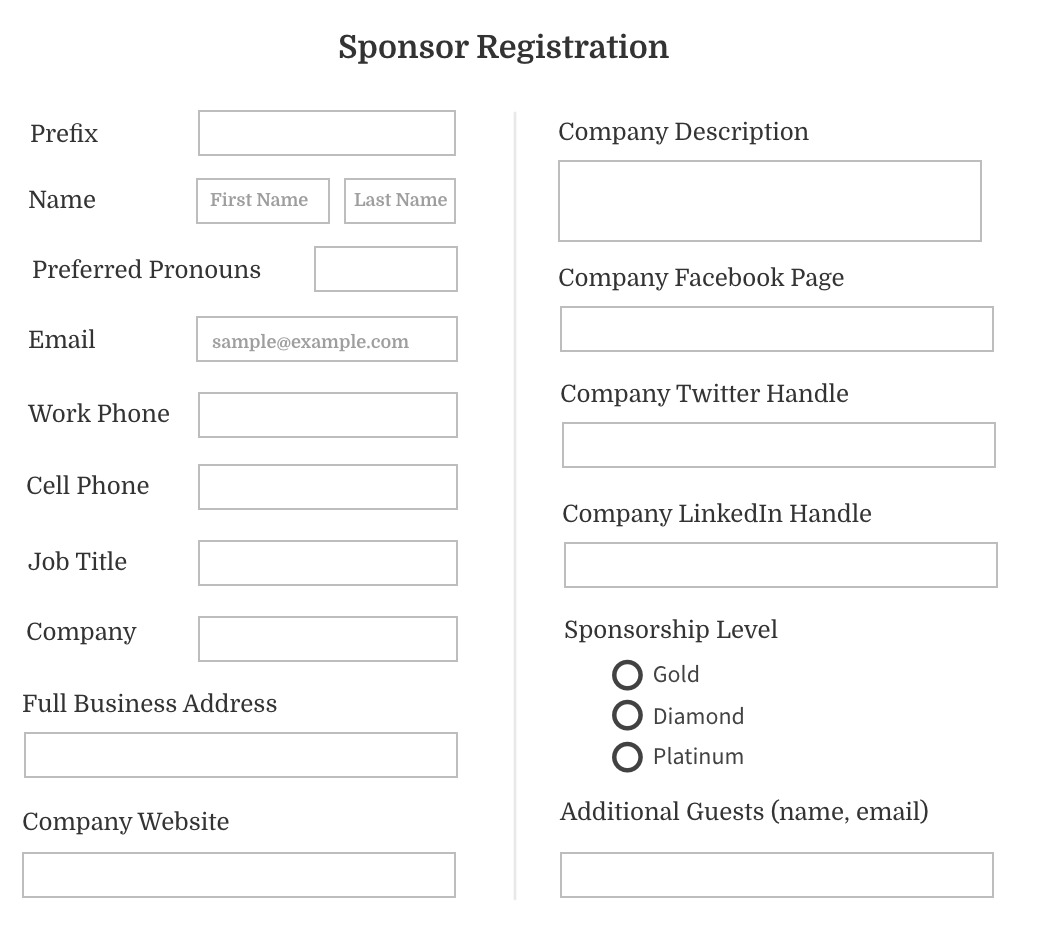 Sponsor Registration
Prefix
Name
First Name
Last Name
Preferred Pronouns
Email
sample@example.com
Work Phone
Cell Phone
Job Title
Company
Full Business Address
Company Website
Company Description
Company Facebook Page
Company Twitter Handle
Company LinkedIn Handle
Sponsorship Level
Gold
Diamond
Platinum
Additional Guests (name, email)